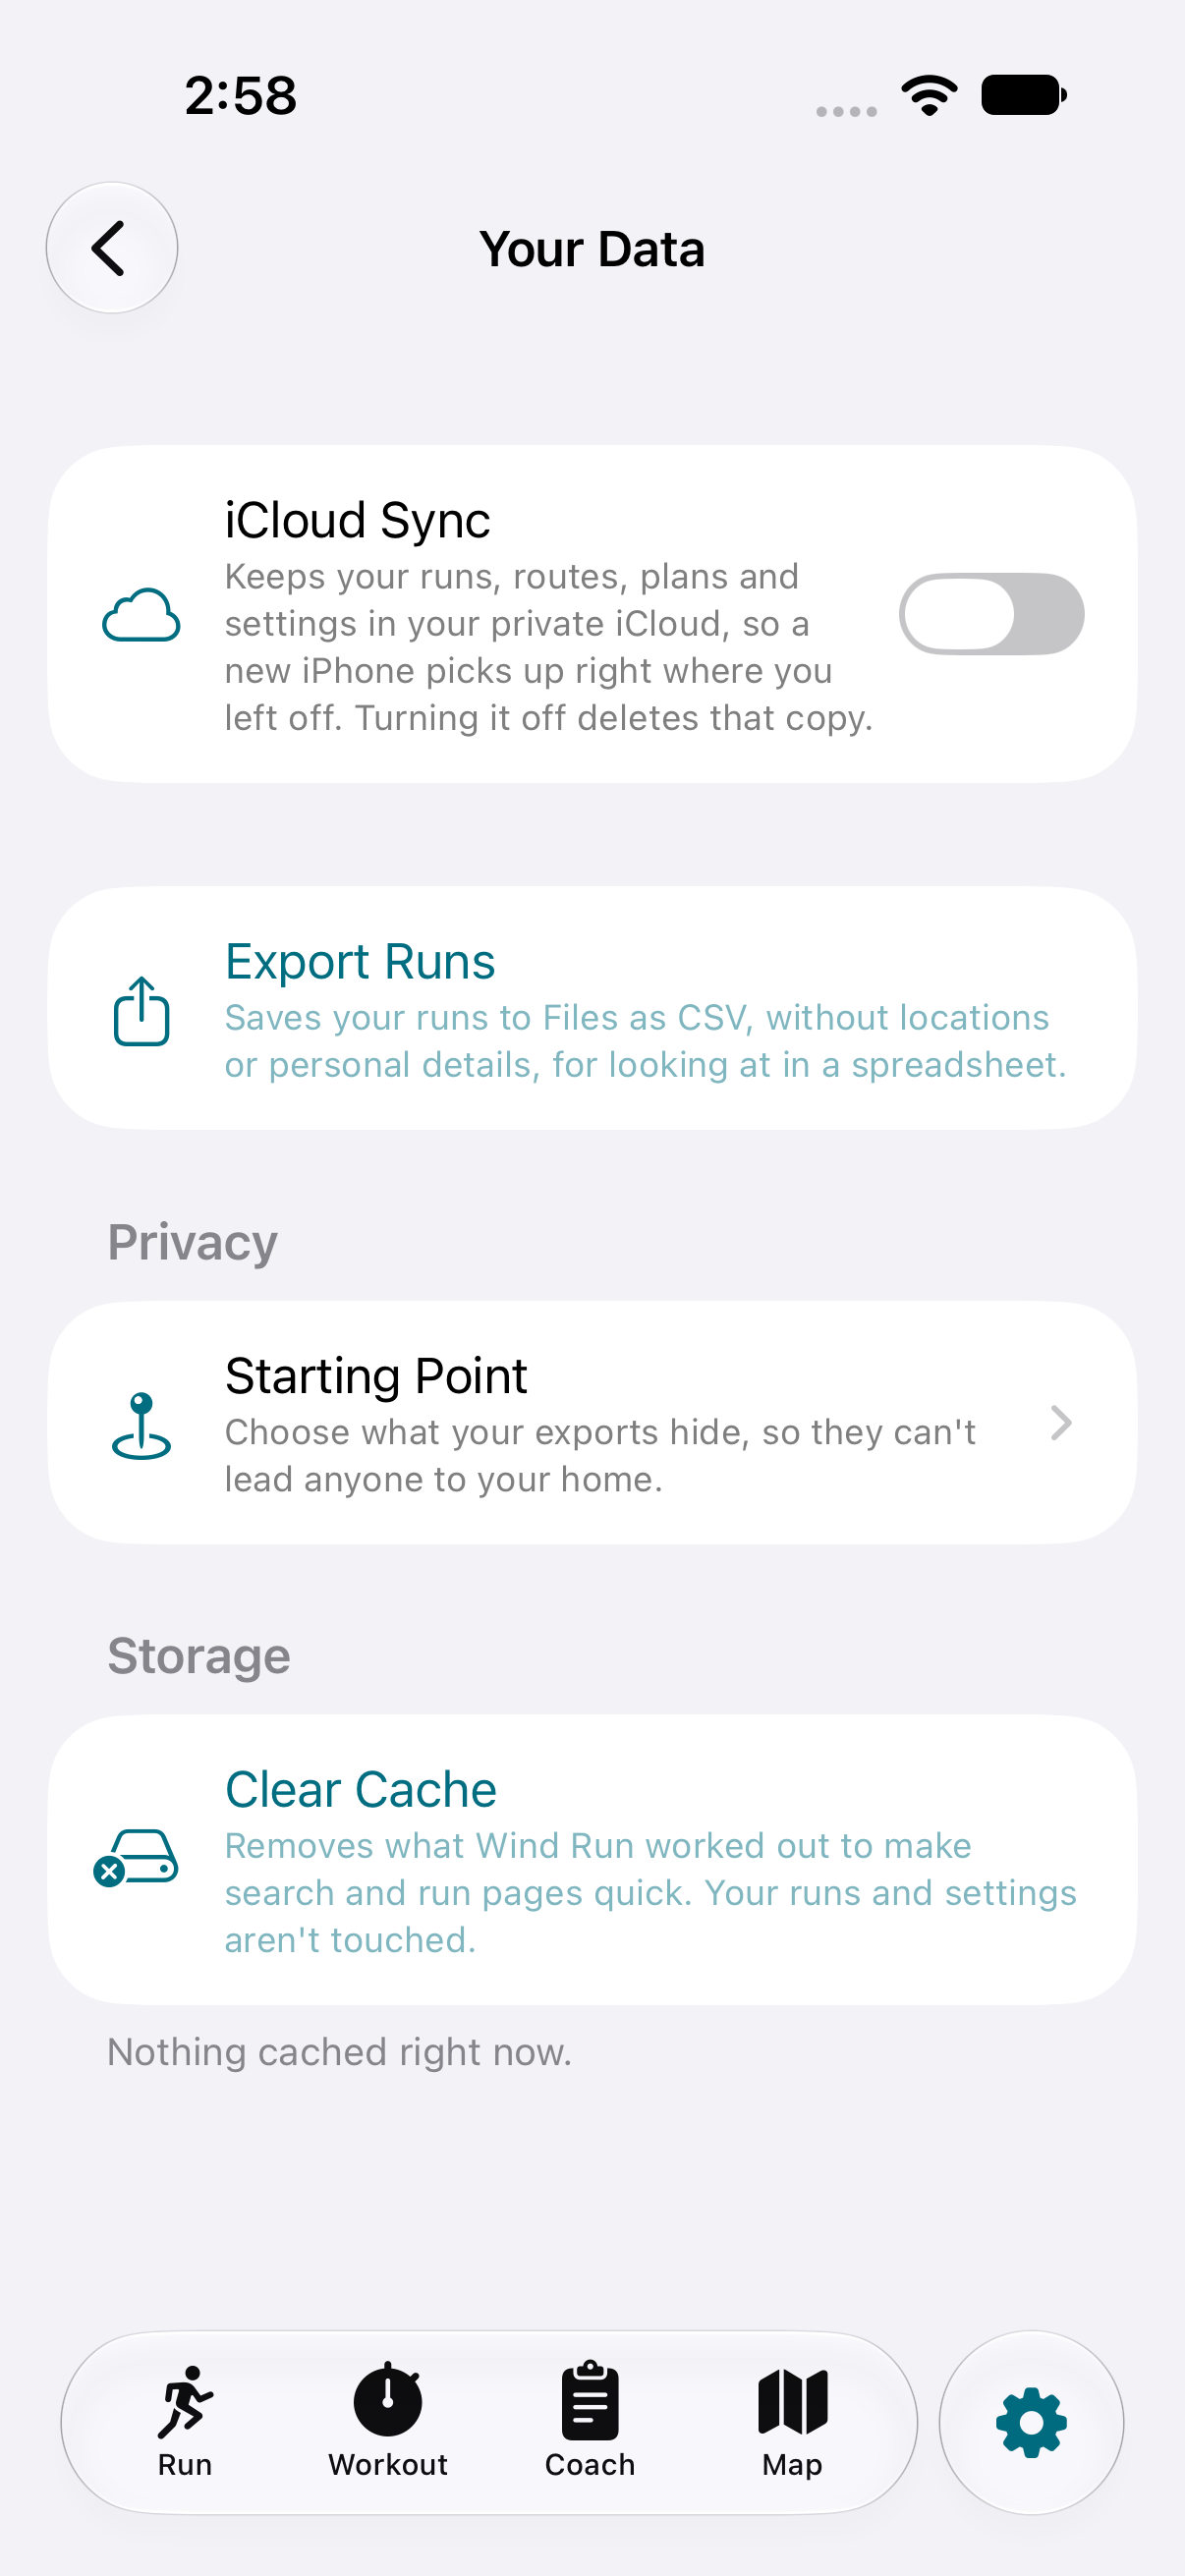 2:58
Your Data
iCloud Sync
Keeps your runs, routes, plans and
settings in your private iCloud, so a
new iPhone picks up right where you
left off. Turning it off deletes that copy.
Export Runs
Saves your runs to Files as CSV, without locations
or personal details, for looking at in a spreadsheet.
Privacy
Starting Point
Choose what your exports hide, so they can't
lead anyone to your home.
Storage
Clear Cache
Removes what Wind Run worked out to make
search and run pages quick. Your runs and settings
aren't touched.
Nothing cached right now.
Run
Workout
Coach
Map